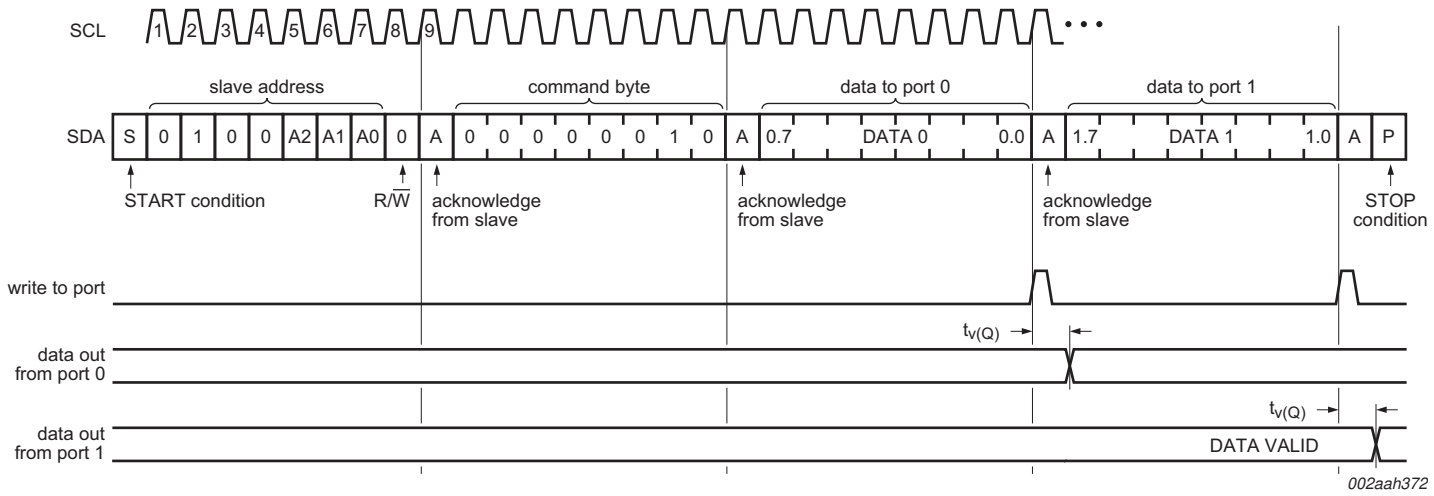 SCL 1 2 3 4 5 6 7 8 9 • • •
slave address command byte data to port 0 data to port 1
SDA S 0 1 0 0 A2 A1 A0 0 A 0 0 0 0 0 0 1 0 A 0.7 DATA 0 0.0 A 1.7 DATA 1 1.0 A P
START condition R/W̅ acknowledge from slave acknowledge from slave acknowledge from slave STOP condition
write to port
tv(Q)
data out
from port 0
tv(Q)
data out
from port 1
DATA VALID
002aah372